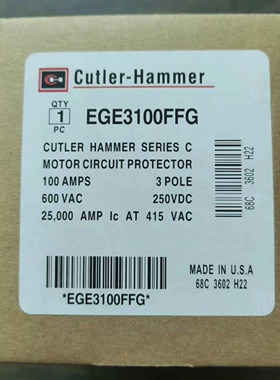 Cutler-Hammer
QTY
1
PC
EGE3100FFG
CUTLER HAMMER SERIES C
MOTOR CIRCUIT PROTECTOR
100 AMPS 3 POLE
600 VAC 250VDC
25,000 AMP Ic AT 415 VAC
68C 3602 H22
*EGE3100FFG*
MADE IN U.S.A
68C 3602 H22